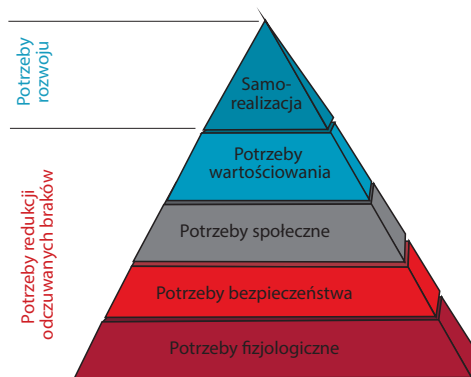 Potrzeby
rozwoju
Samo-
realizacja
Potrzeby
wartościowania
Potrzeby społeczne
Potrzeby bezpieczeństwa
Potrzeby fizjologiczne
Potrzeby redukcji
odczuwanych braków